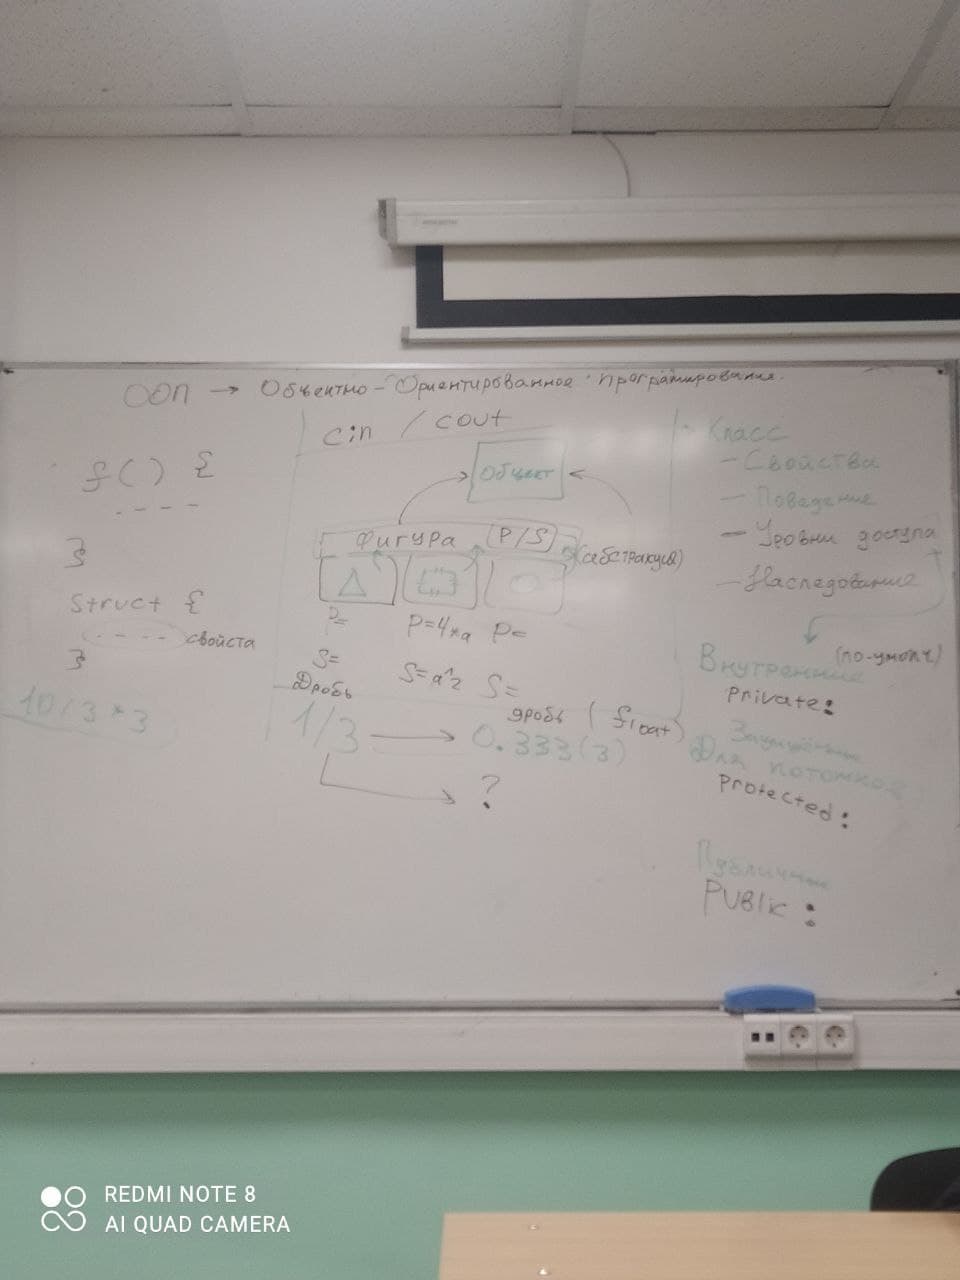 ООП → Объектно-Ориентированное программирование.
f() {
- - - -
}
Struct {
- - - - свойста
}
10/3*3
cin / cout
Объект
Фигура P/S
(абстракция)
P= P=4*a P=
S= S=a^2 S=
Дробь
дробь (float)
1/3 → 0.333(3)
?
Класс
- Свойства
- Поведение
- Уровни доступа
- Наследование
(по-умолч)
Внутренние
Private:
Для потомков
Protected:
Публичные
Public:
REDMI NOTE 8
AI QUAD CAMERA